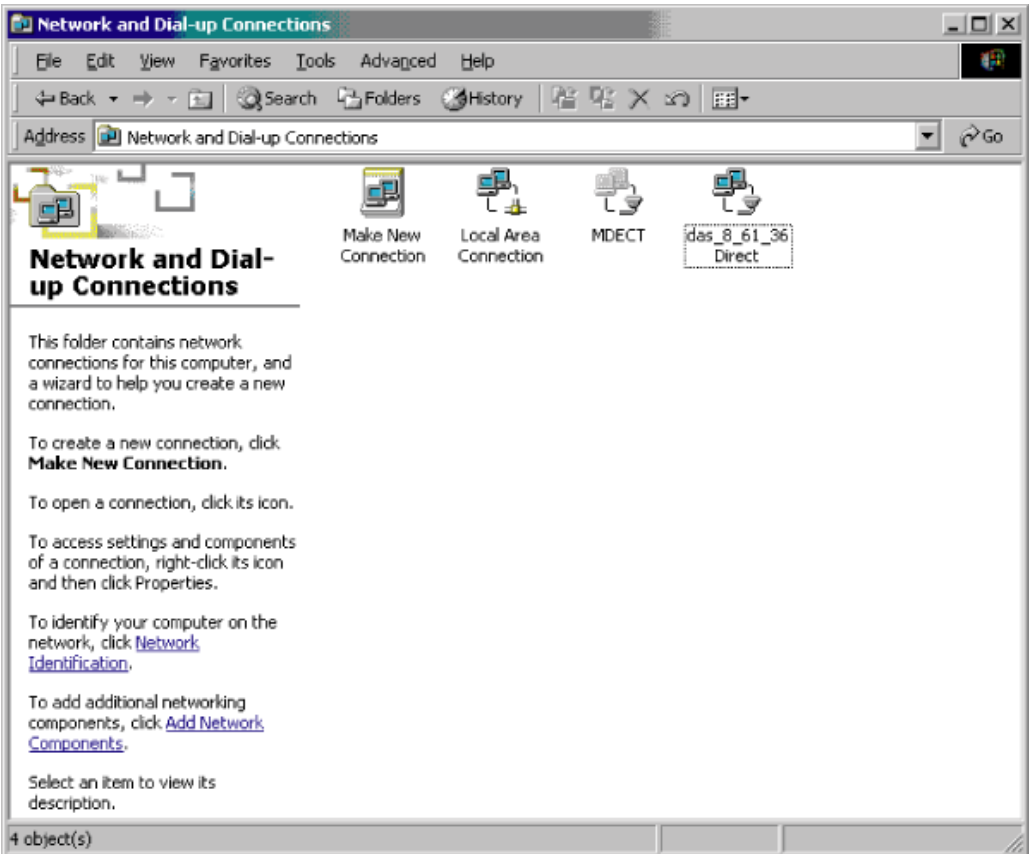 Network and Dial-up Connections
File Edit View Favorites Tools Advanced Help
Back Search Folders History
Address Network and Dial-up Connections Go
Make New
Connection
Local Area
Connection
MDECT
das_8_61_36
Direct
Network and Dial-
up Connections
This folder contains network
connections for this computer, and
a wizard to help you create a new
connection.
To create a new connection, click
Make New Connection.
To open a connection, click its icon.
To access settings and components
of a connection, right-click its icon
and then click Properties.
To identify your computer on the
network, click Network
Identification.
To add additional networking
components, click Add Network
Components.
Select an item to view its
description.
4 object(s)